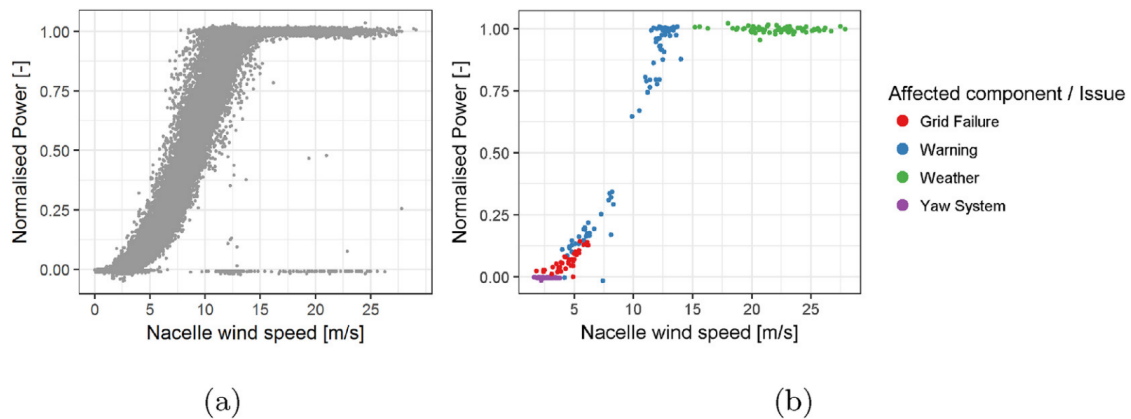 1.00
0.75
0.50
0.25
0.00
Normalised Power [-]
0 5 10 15 20 25
Nacelle wind speed [m/s]
(a)
1.00
0.75
0.50
0.25
0.00
Normalised Power [-]
5 10 15 20 25
Nacelle wind speed [m/s]
(b)
Affected component / Issue
Grid Failure
Warning
Weather
Yaw System